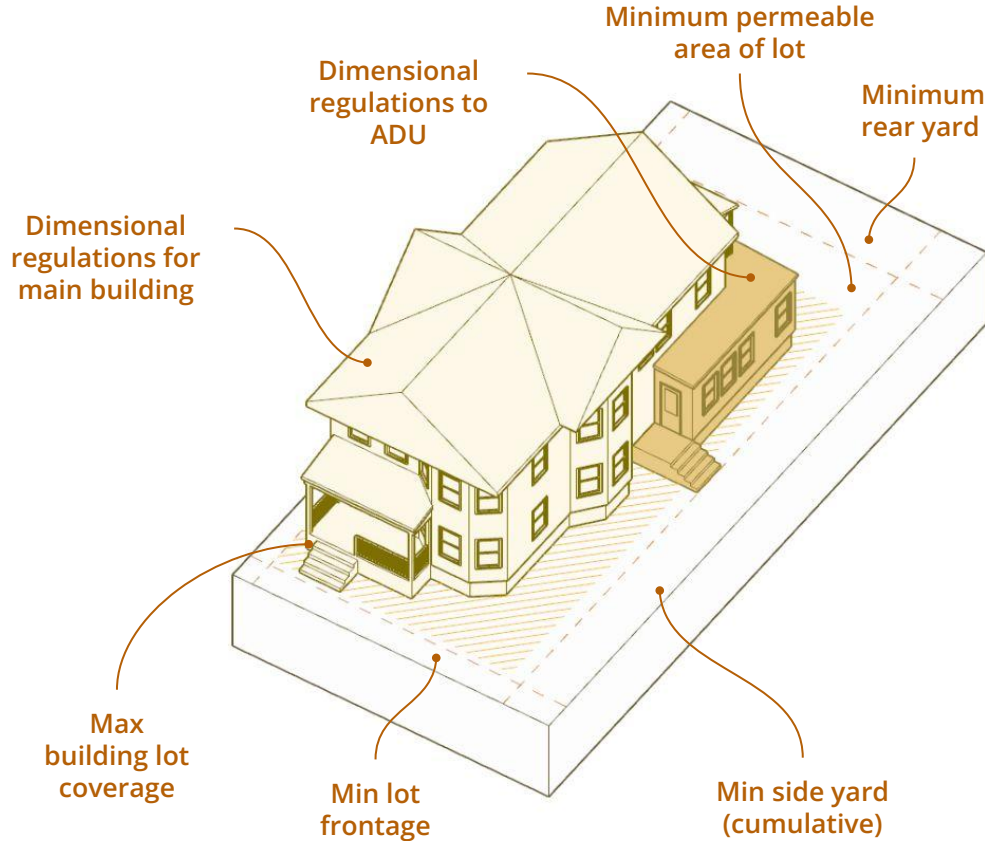 Minimum permeable
area of lot
Dimensional
regulations to
ADU
Minimum
rear yard
Dimensional
regulations for
main building
Max
building lot
coverage
Min lot
frontage
Min side yard
(cumulative)